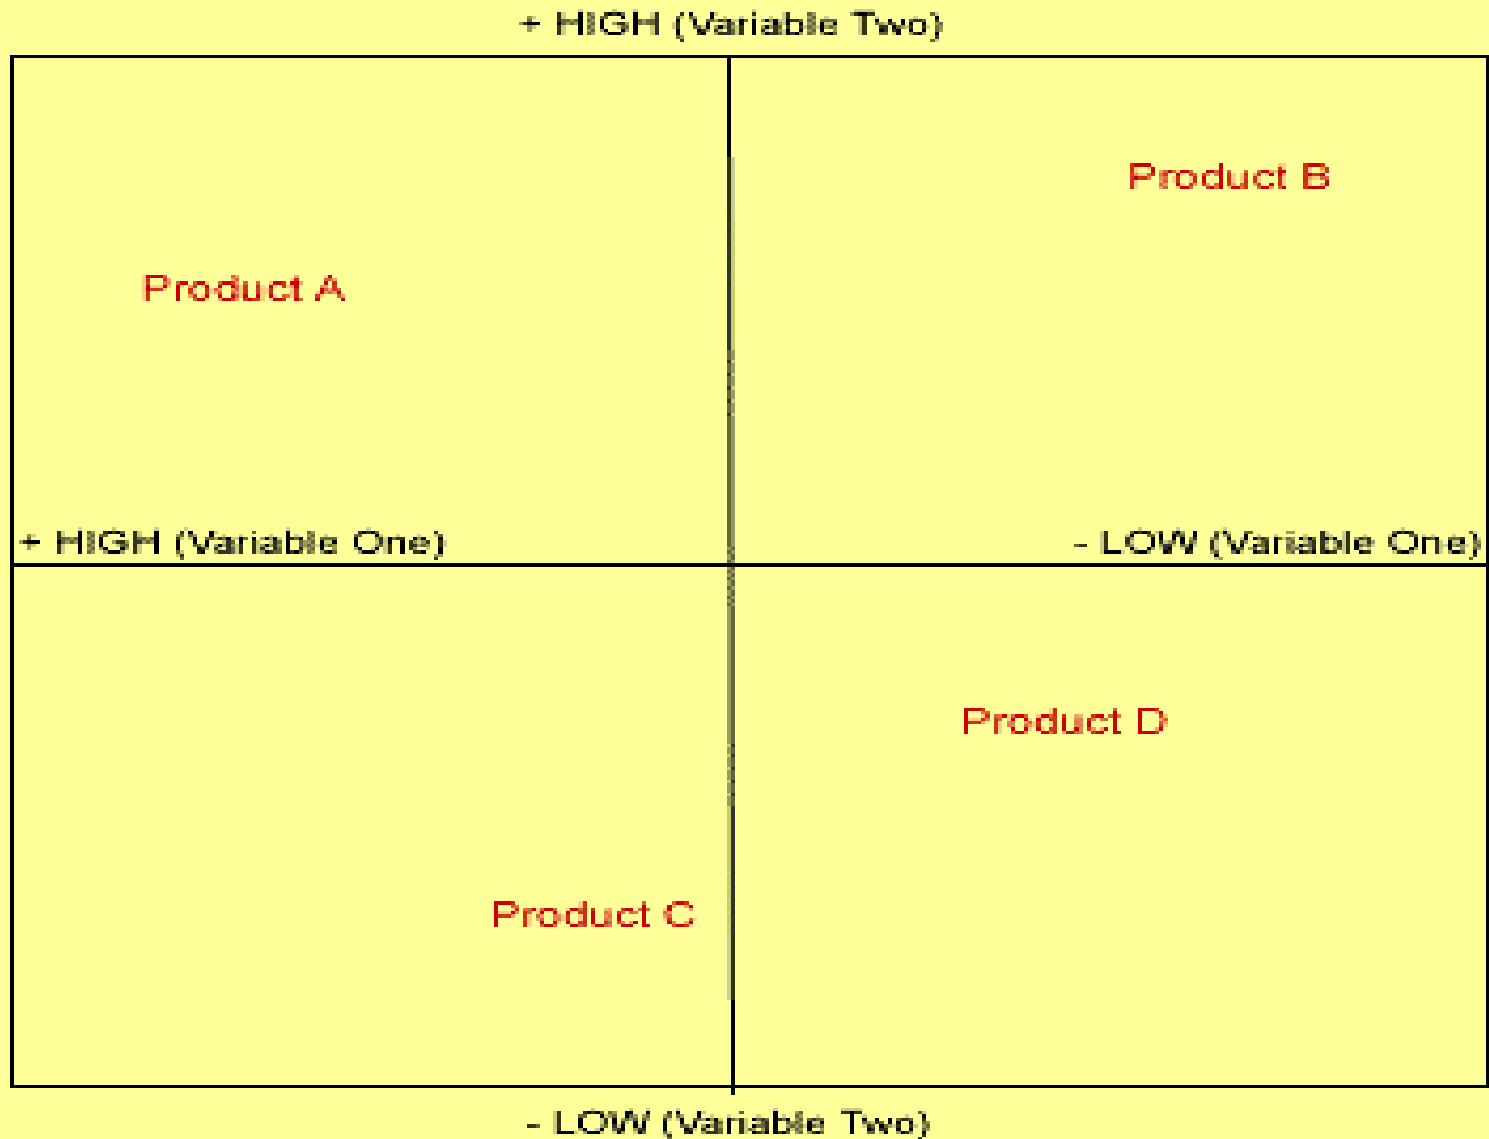 + HIGH (Variable Two)
Product B
Product A
+ HIGH (Variable One)
- LOW (Variable One)
Product D
Product C
- LOW (Variable Two)